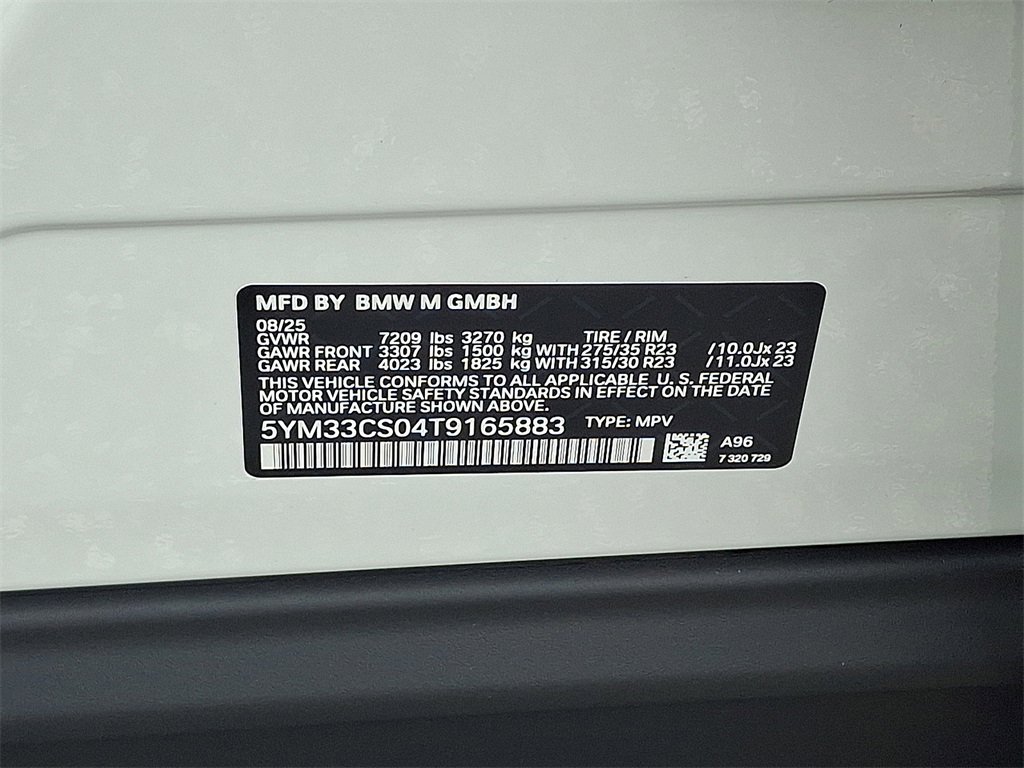 MFD BY BMW M GMBH
08/25
GVWR 7209 lbs 3270 kg TIRE / RIM
GAWR FRONT 3307 lbs 1500 kg WITH 275/35 R23 /10.0Jx 23
GAWR REAR 4023 lbs 1825 kg WITH 315/30 R23 /11.0Jx 23
THIS VEHICLE CONFORMS TO ALL APPLICABLE U.S. FEDERAL
MOTOR VEHICLE SAFETY STANDARDS IN EFFECT ON THE DATE
OF MANUFACTURE SHOWN ABOVE.
5YM33CS04T9165883 TYPE: MPV
A96
7 320 729